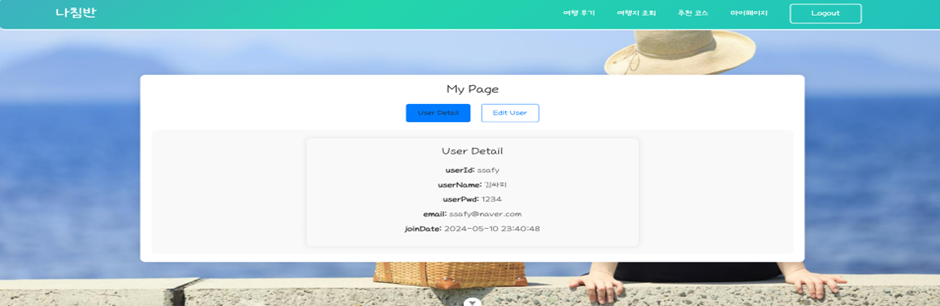 나침반
여행 후기 여행지 조회 추천 코스 마이페이지 Logout
My Page
User Detail Edit User
User Detail
userId: ssafy
userName: 김싸피
userPwd: 1234
email: ssafy@naver.com
joinDate: 2024-05-10 23:40:48